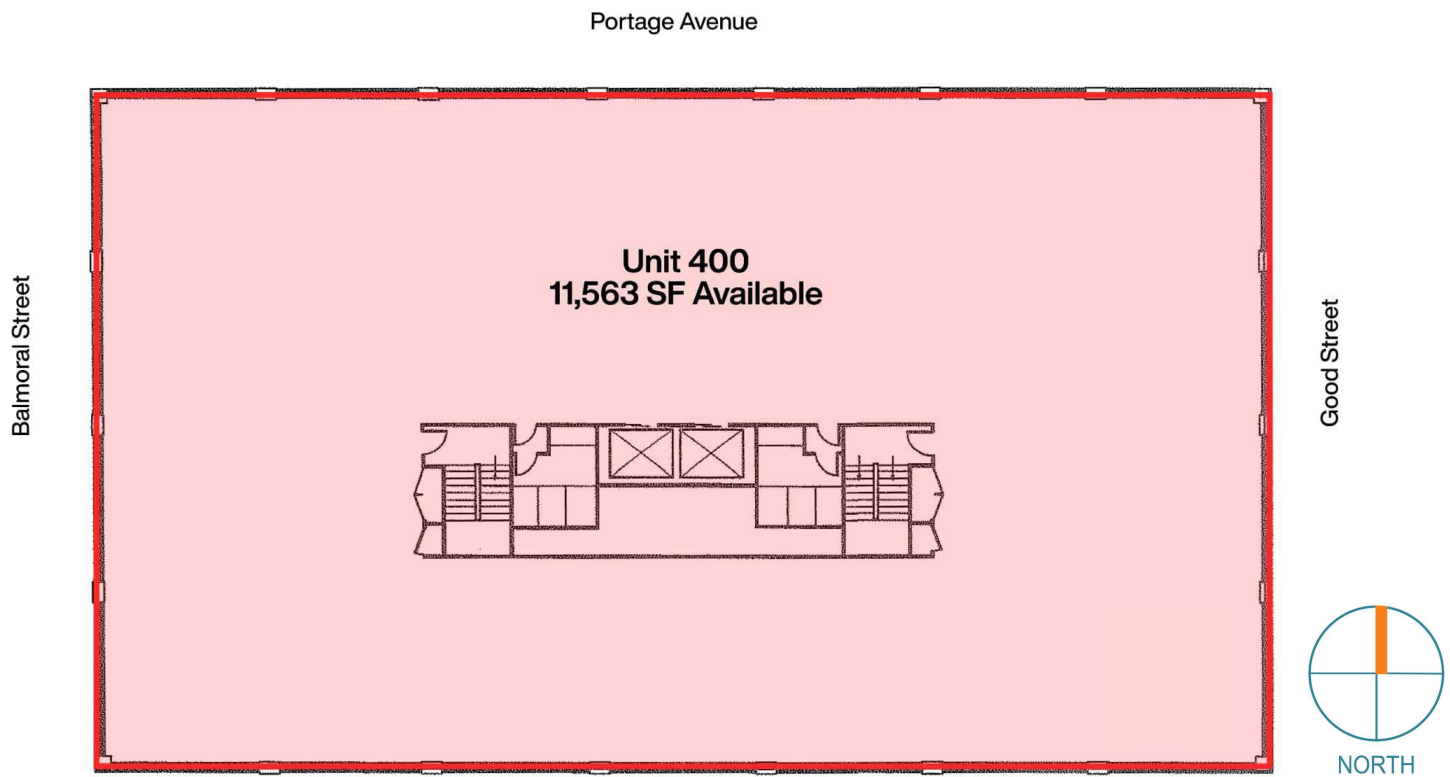 Portage Avenue
Unit 400
11,563 SF Available
Balmoral Street
Good Street
NORTH